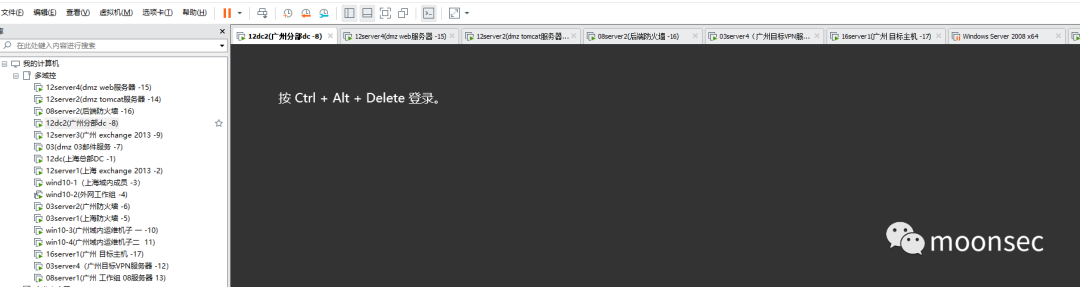 文件(F) 编辑(E) 查看(V) 虚拟机(M) 选项卡(T) 帮助(H)
在此处键入内容进行搜索
12dc2(广州分部dc -8)
12server4(dmz web服务器 -15)
12server2(dmz tomcat服务器...
08server2(后端防火墙 -16)
03server4（广州目标VPN服...
16server1(广州 目标主机 -17)
Windows Server 2008 x64
我的计算机
多域控
12server4(dmz web服务器 -15)
12server2(dmz tomcat服务器 -14)
08server2(后端防火墙 -16)
12dc2(广州分部dc -8)
12server3(广州 exchange 2013 -9)
03(dmz 03邮件服务 -7)
12dc(上海总部DC -1)
12server1(上海 exchange 2013 -2)
wind10-1（上海域内成员 -3）
wind10-2(外网工作组 -4)
03server2(广州防火墙 -6)
03server1(上海防火墙 -5)
win10-3(广州域内运维机子 一 -10)
win10-4(广州域内运维机子二 11)
16server1(广州 目标主机 -17)
03server4（广州目标VPN服务器 -12）
08server1(广州 工作组 08服务器 13)
按 Ctrl + Alt + Delete 登录。
moonsec